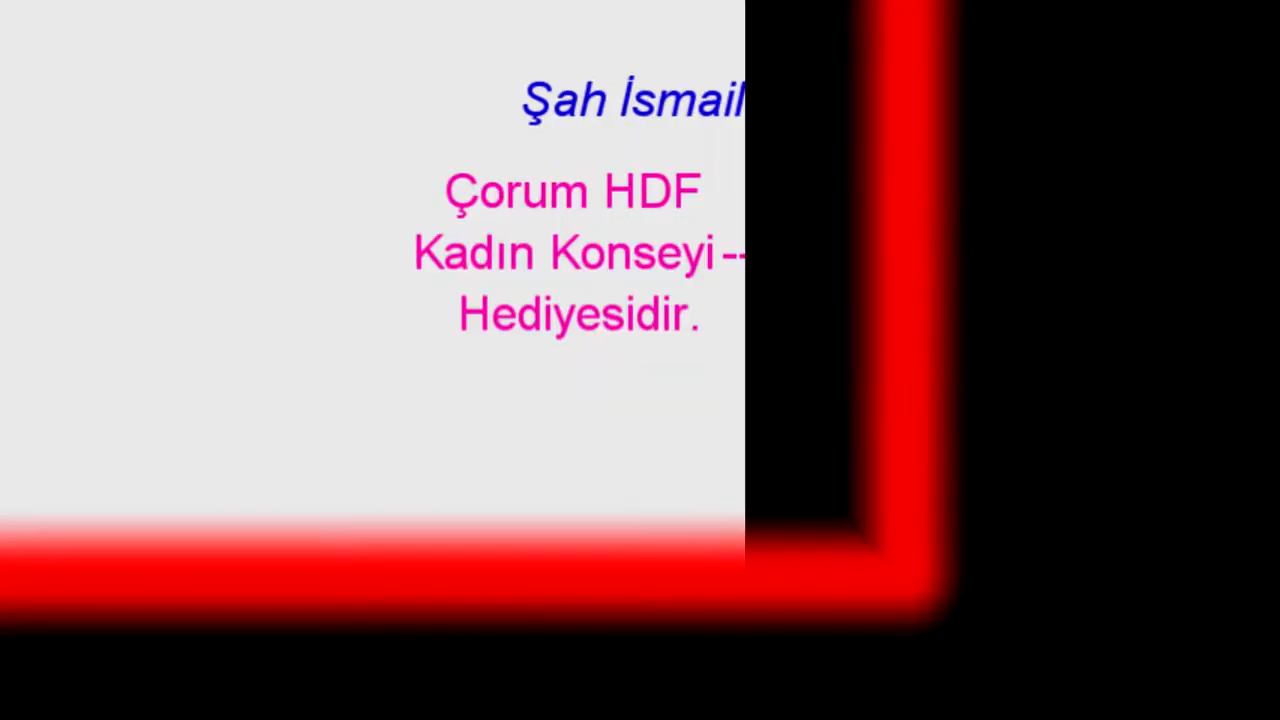 Şah İsmail
Çorum HDF
Kadın Konseyi --
Hediyesidir.